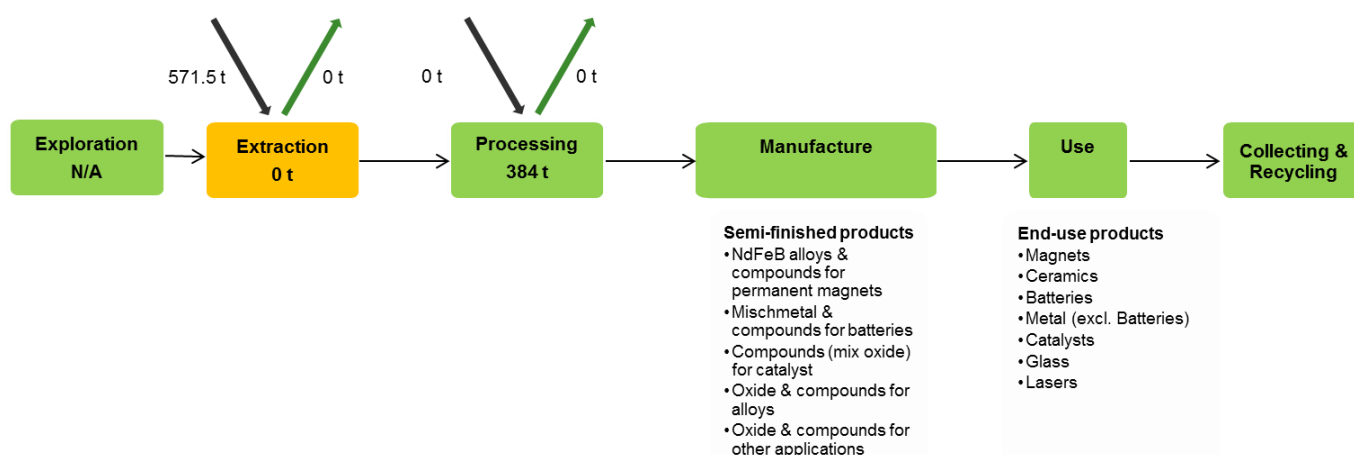 571.5 t
0 t
0 t
0 t
Exploration
N/A
Extraction
0 t
Processing
384 t
Manufacture
Use
Collecting &
Recycling
Semi-finished products
•NdFeB alloys &
compounds for
permanent magnets
•Mischmetal &
compounds for batteries
•Compounds (mix oxide)
for catalyst
•Oxide & compounds for
alloys
•Oxide & compounds for
other applications
End-use products
•Magnets
•Ceramics
•Batteries
•Metal (excl. Batteries)
•Catalysts
•Glass
•Lasers